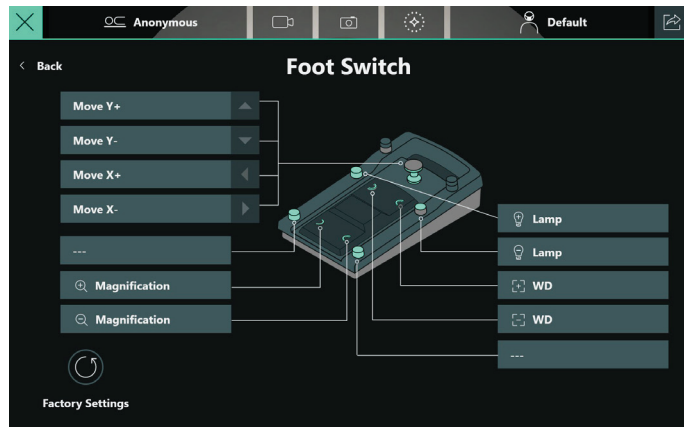 Anonymous
Default
Back
Foot Switch
Move Y+
Move Y-
Move X+
Move X-
---
Magnification
Magnification
Lamp
Lamp
WD
WD
---
Factory Settings